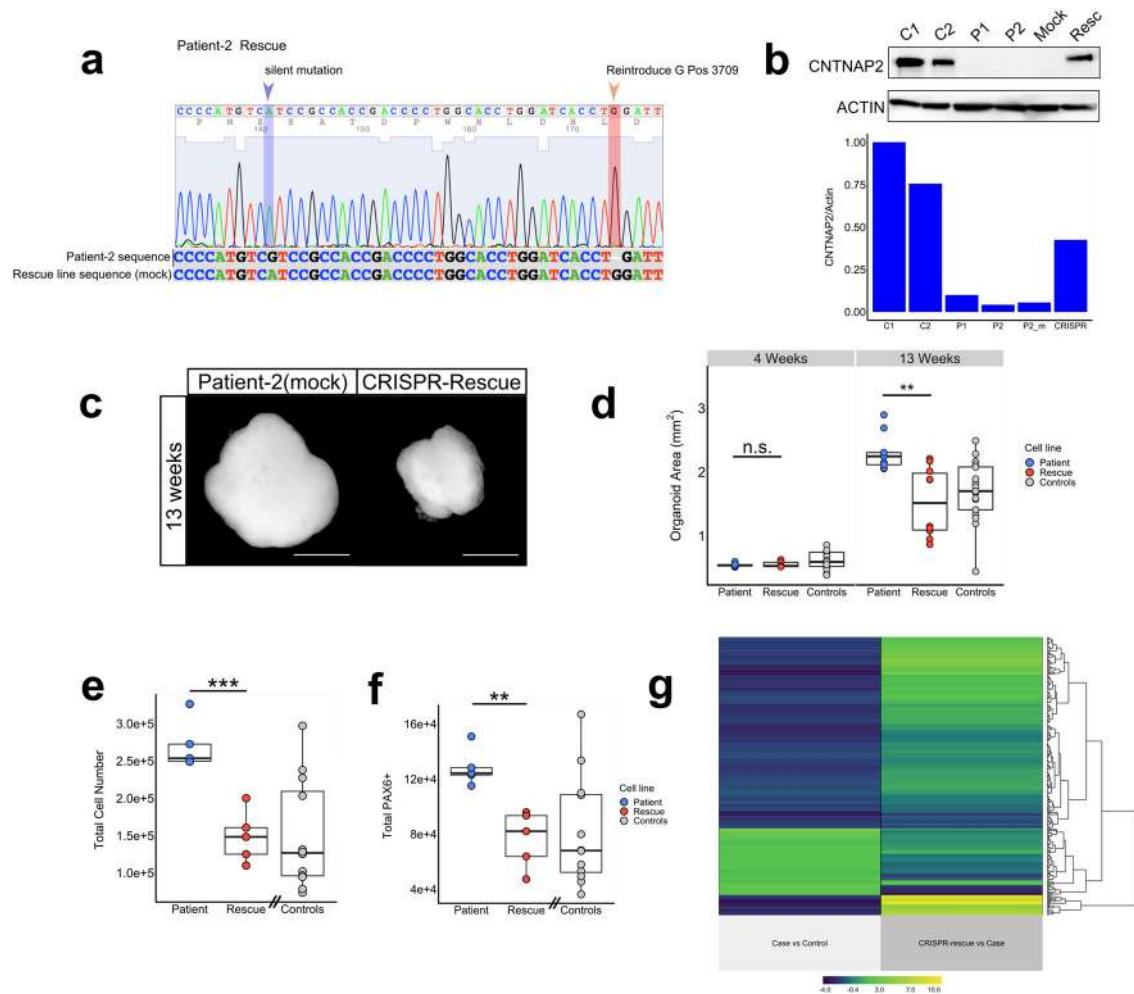 a
Patient-2 Rescue
silent mutation
Reintroduce G Pos 3709
CCCCATGTCATCCGCCACCGACCCCTGGCACCTGGATCACCTGGATT
P H S S A T D P W H L D H L D
140 150 160 170
Patient-2 sequence CCCCATGTCGTCCGCCACCGACCCCTGGCACCTGGATCACCT-GATT
Rescue line sequence (mock) CCCCATGTCATCCGCCACCGACCCCTGGCACCTGGATCACCTGGATT
b
C1 C2 P1 P2 Mock Resc
CNTNAP2
ACTIN
CNTNAP2/Actin
1.00
0.75
0.50
0.25
0.00
C1 C2 P1 P2 P2_m CRISPR
c
Patient-2(mock) CRISPR-Rescue
13 weeks
d
4 Weeks 13 Weeks
Organoid Area (mm²)
3
2
1
n.s.
**
Patient Rescue Controls Patient Rescue Controls
Cell line
Patient
Rescue
Controls
e
***
Total Cell Number
3.0e+5
2.5e+5
2.0e+5
1.5e+5
1.0e+5
Patient Rescue Controls
f
**
Total PAX6+
16e+4
12e+4
8e+4
4e+4
Patient Rescue Controls
Cell line
Patient
Rescue
Controls
g
Case vs Control CRISPR-rescue vs Case
-4.0 -0.4 3.0 7.0 10.0